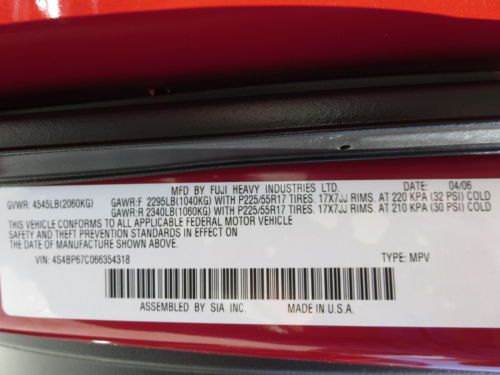 MFD BY FUJI HEAVY INDUSTRIES LTD. DATE: 04/06
GVWR: 4545LB(2060KG) GAWR:F 2295LB(1040KG) WITH P225/55R17 TIRES. 17X7JJ RIMS. AT 220 KPA (32 PSI) COLD
GAWR:R 2340LB(1060KG) WITH P225/55R17 TIRES. 17X7JJ RIMS. AT 210 KPA (30 PSI) COLD
THIS VEHICLE CONFORMS TO ALL APPLICABLE FEDERAL MOTOR VEHICLE
SAFETY AND THEFT PREVENTION STANDARDS IN EFFECT
ON THE DATE OF MANUFACTURE SHOWN ABOVE.
VIN: 4S4BP67C066354318 TYPE: MPV
ASSEMBLED BY SIA INC. MADE IN U.S.A.